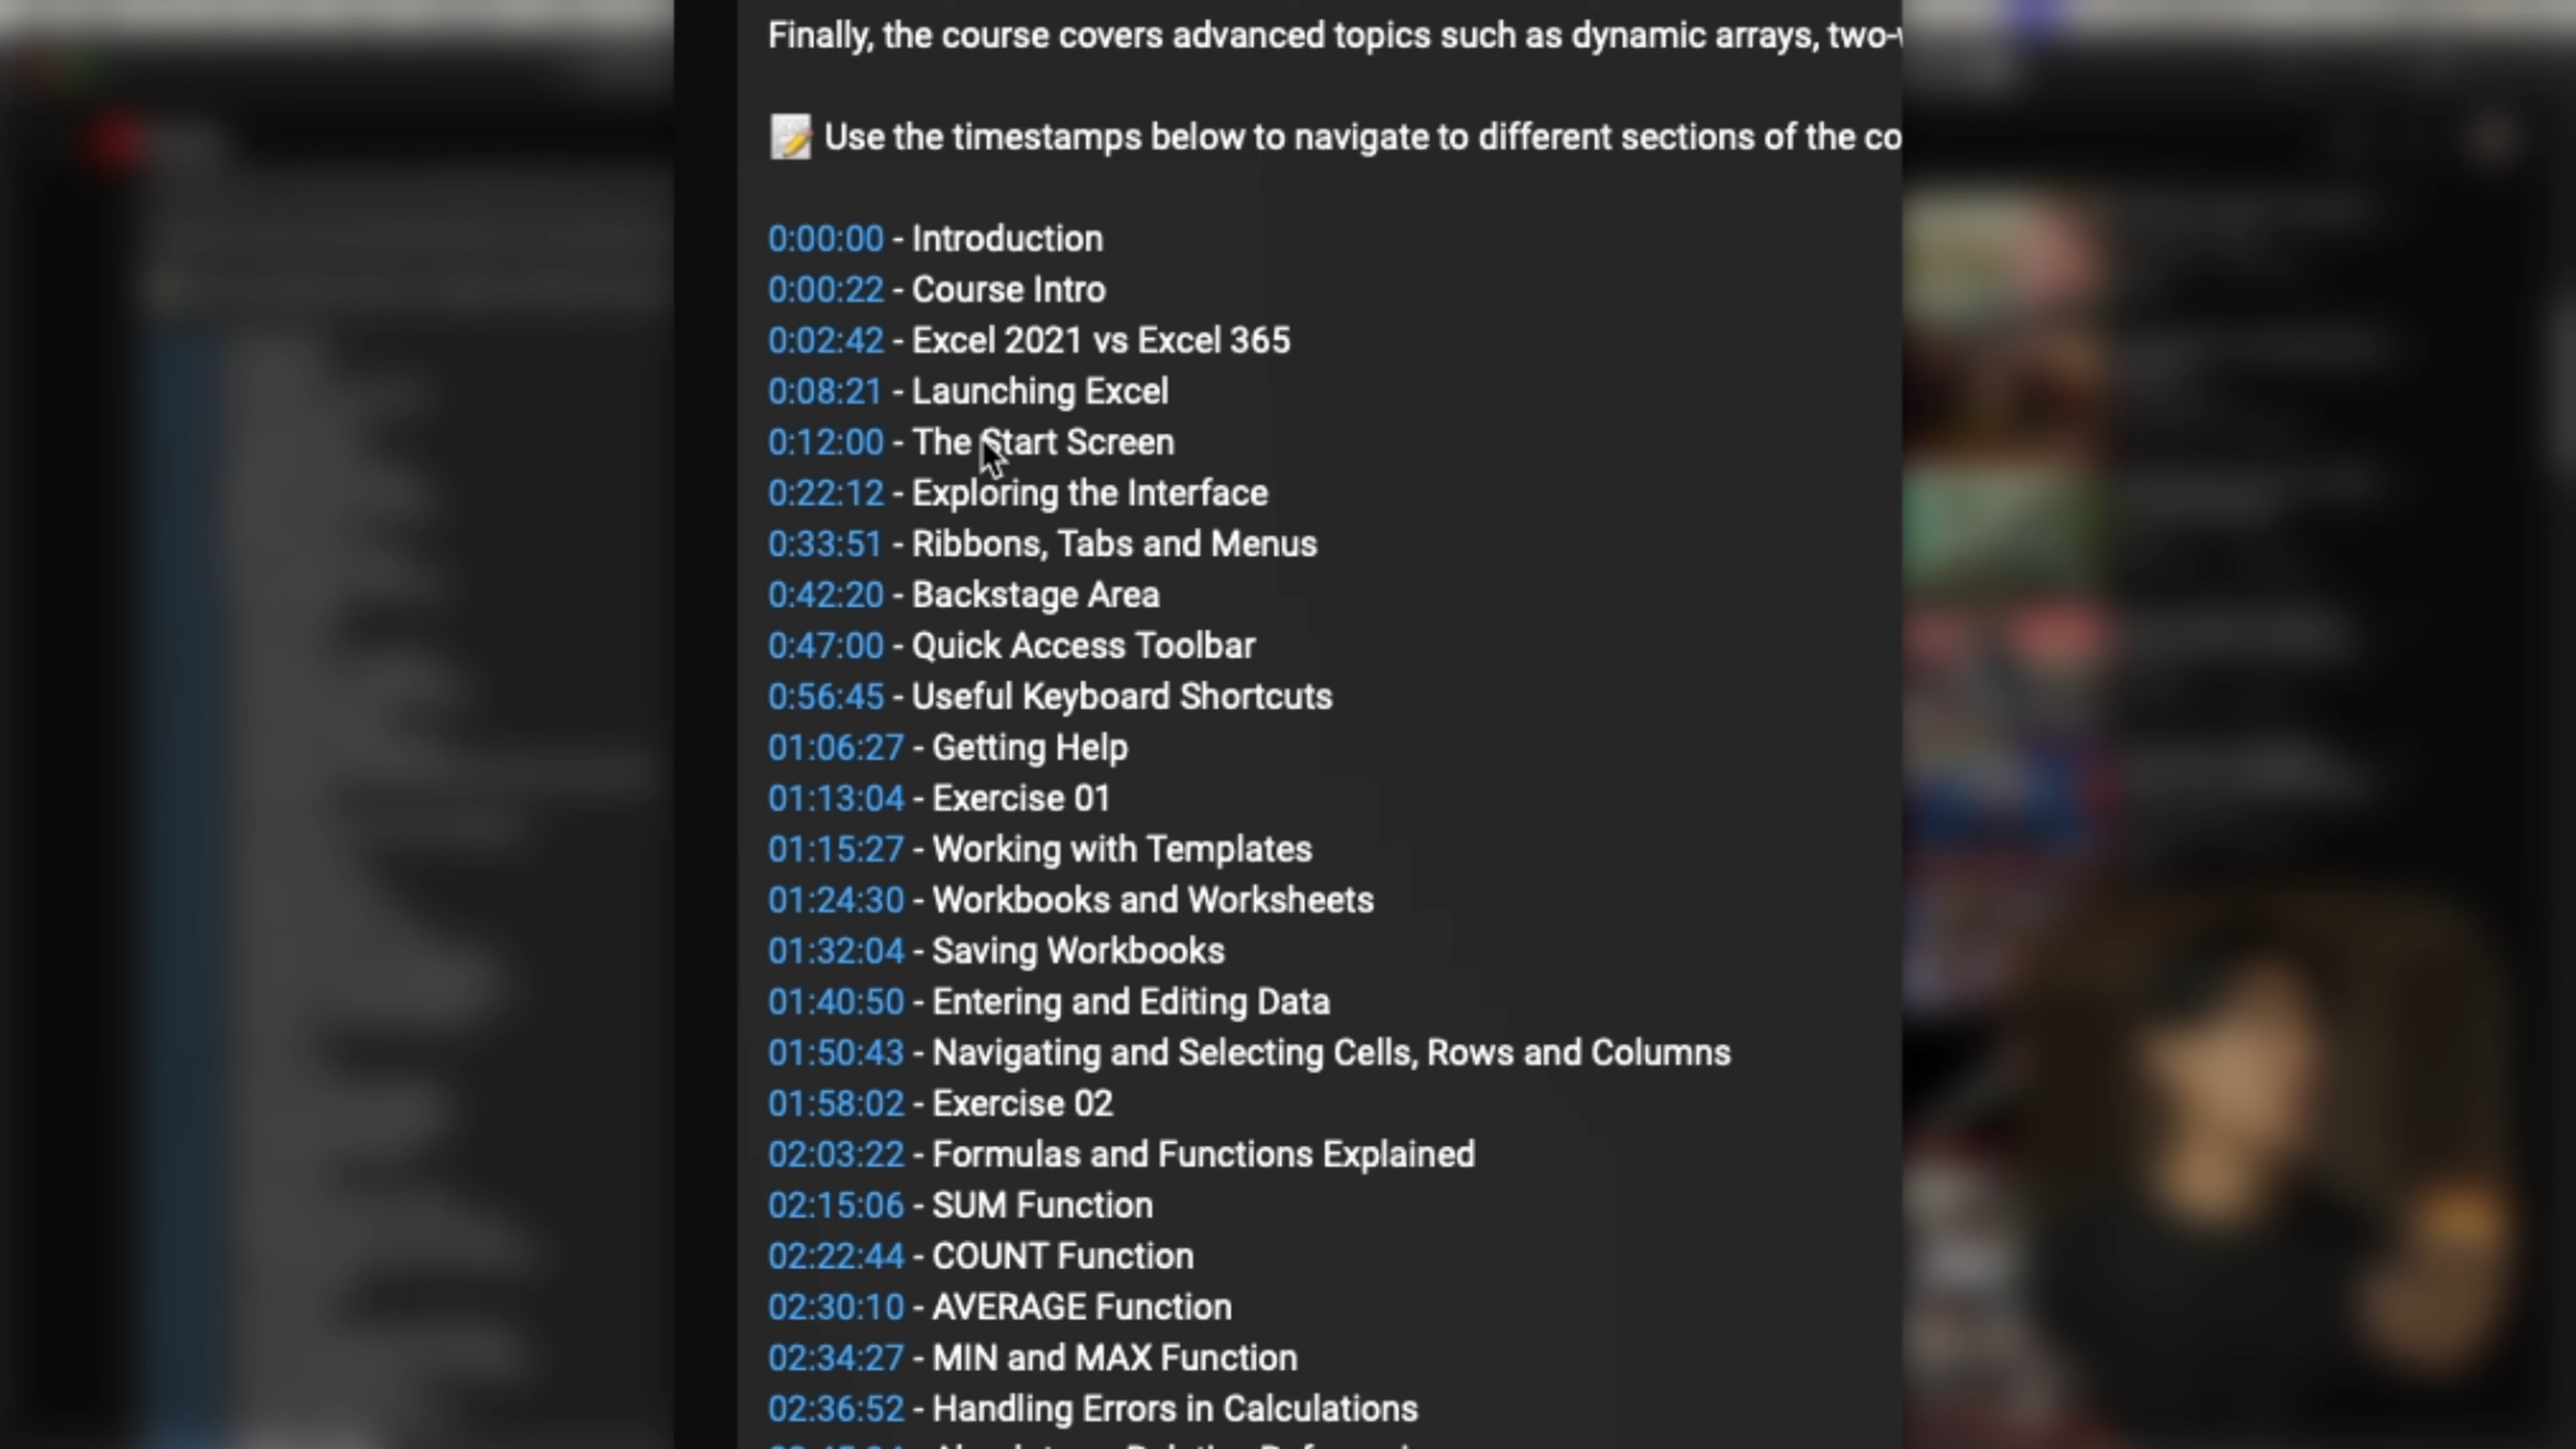 Finally, the course covers advanced topics such as dynamic arrays,
📝 Use the timestamps below to navigate to different sections of the co
0:00:00 - Introduction
0:00:22 - Course Intro
0:02:42 - Excel 2021 vs Excel 365
0:08:21 - Launching Excel
0:12:00 - The Start Screen
0:22:12 - Exploring the Interface
0:33:51 - Ribbons, Tabs and Menus
0:42:20 - Backstage Area
0:47:00 - Quick Access Toolbar
0:56:45 - Useful Keyboard Shortcuts
01:06:27 - Getting Help
01:13:04 - Exercise 01
01:15:27 - Working with Templates
01:24:30 - Workbooks and Worksheets
01:32:04 - Saving Workbooks
01:40:50 - Entering and Editing Data
01:50:43 - Navigating and Selecting Cells, Rows and Columns
01:58:02 - Exercise 02
02:03:22 - Formulas and Functions Explained
02:15:06 - SUM Function
02:22:44 - COUNT Function
02:30:10 - AVERAGE Function
02:34:27 - MIN and MAX Function
02:36:52 - Handling Errors in Calculations